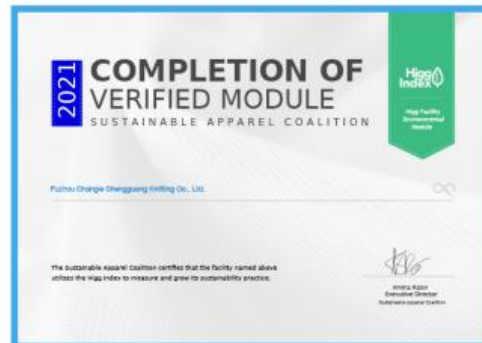 2021
COMPLETION OF
VERIFIED MODULE
SUSTAINABLE APPAREL COALITION
Higg
Index
Higg Facility
Environmental
Module
Fuzhou Changle Shengguang Knitting Co., Ltd.
The Sustainable Apparel Coalition certifies that the facility named above
utilizes the Higg Index to measure and grow its sustainability practice.
Amina Razvi
Executive Director
Sustainable Apparel Coalition